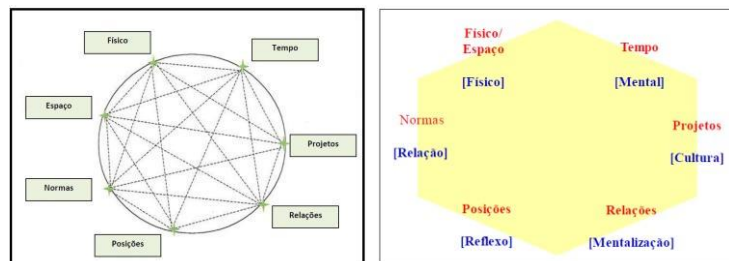 Físico
Tempo
Espaço
Projetos
Normas
Relações
Posições
Físico/
Espaço
[Físico]
Tempo
[Mental]
Normas
[Relação]
Projetos
[Cultura]
Posições
[Reflexo]
Relações
[Mentalização]